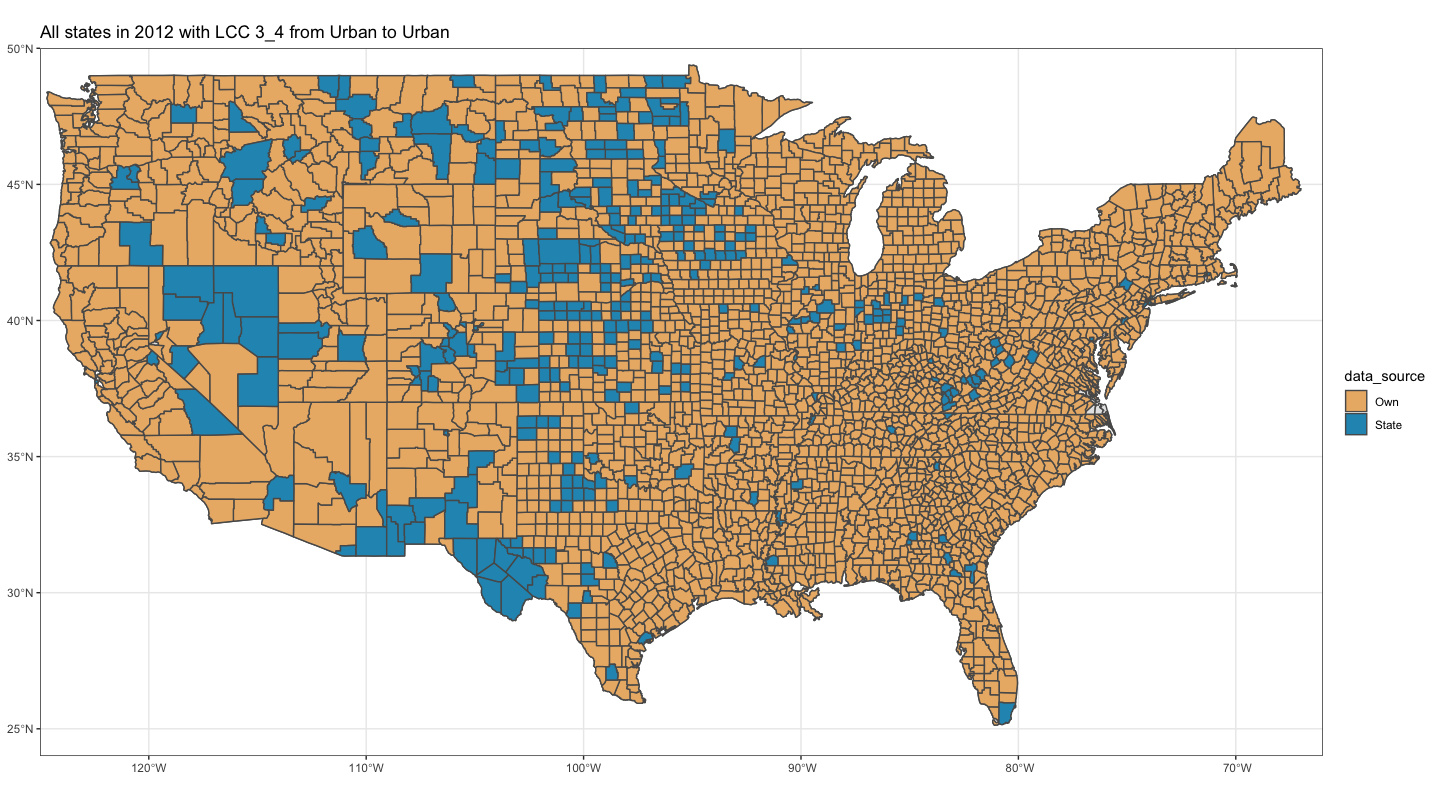 All states in 2012 with LCC 3_4 from Urban to Urban
50°N
45°N
40°N
35°N
30°N
25°N
120°W
110°W
100°W
90°W
80°W
70°W
data_source
Own
State